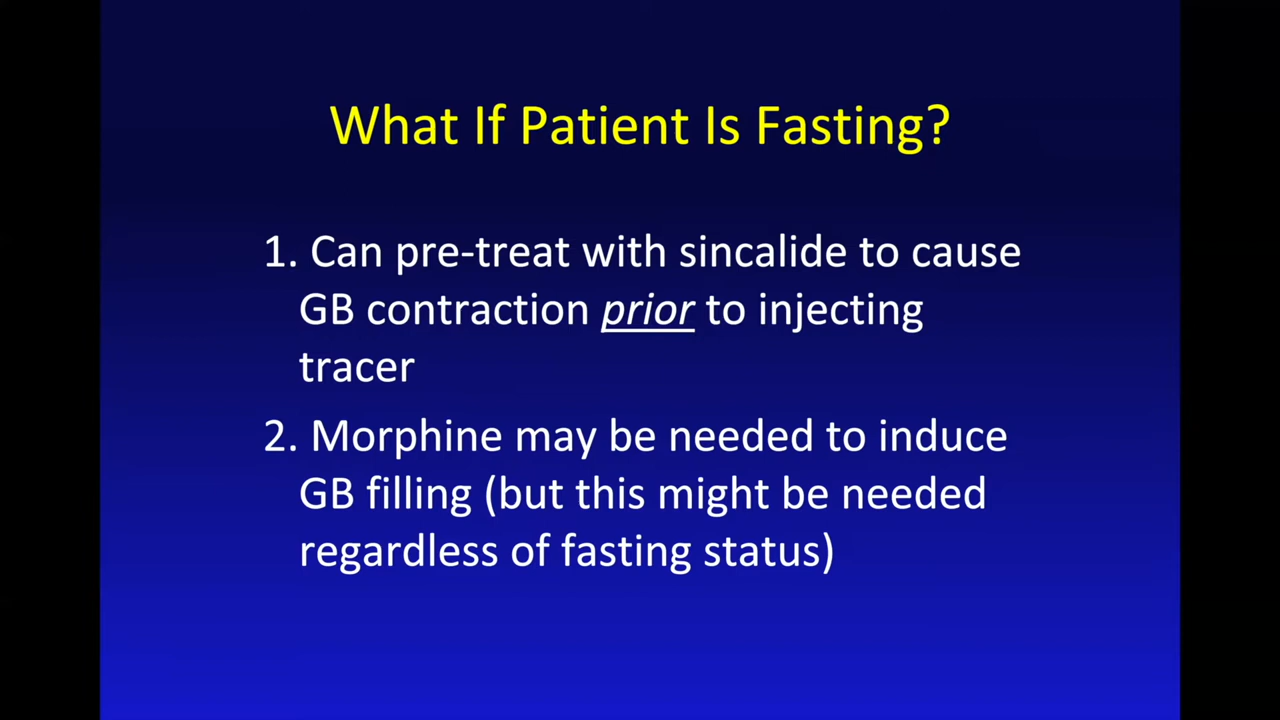 What If Patient Is Fasting?
1. Can pre-treat with sincalide to cause
GB contraction prior to injecting
tracer
2. Morphine may be needed to induce
GB filling (but this might be needed
regardless of fasting status)